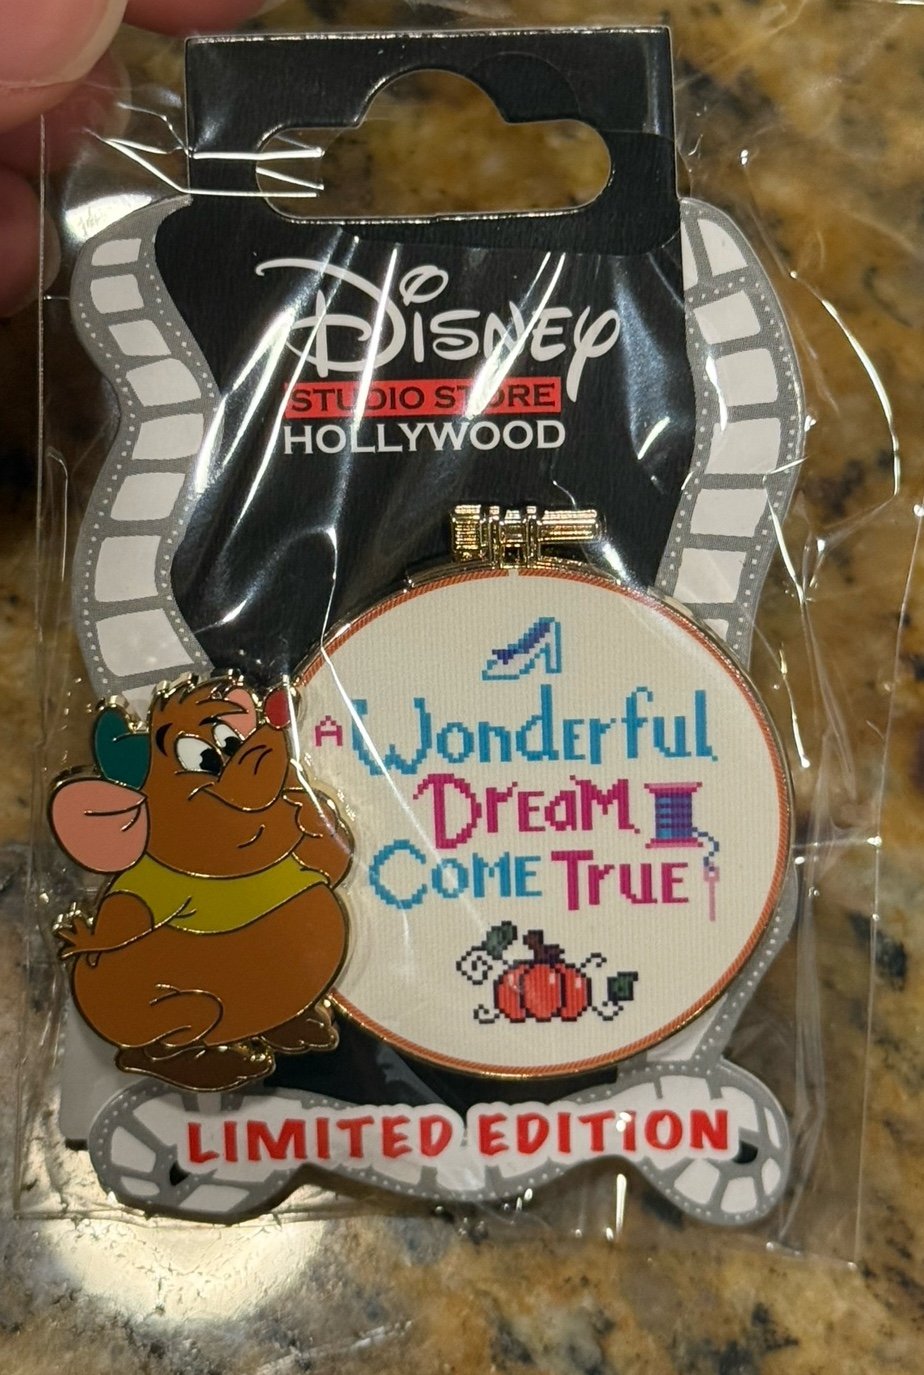 Disney
STUDIO STORE
HOLLYWOOD
A Wonderful
Dream
Come True
LIMITED EDITION